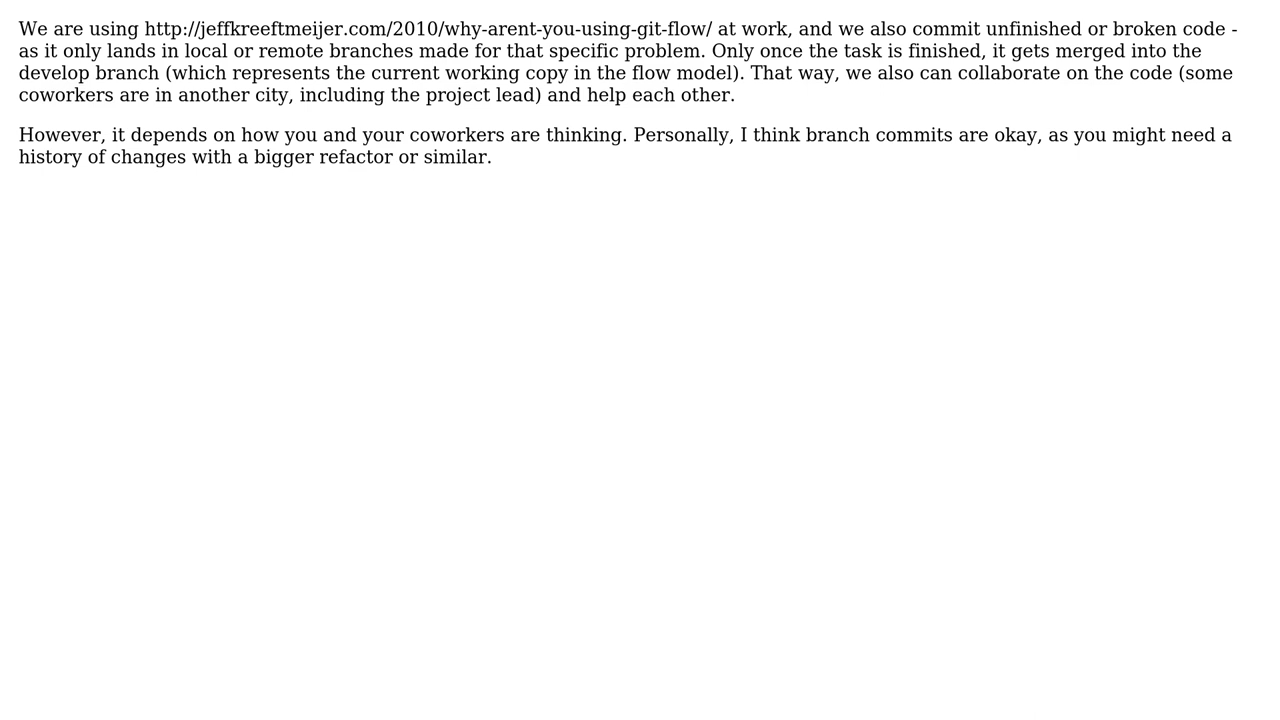 We are using http://jeffkreeftmeijer.com/2010/why-arent-you-using-git-flow/ at work, and we also commit unfinished or broken code -
as it only lands in local or remote branches made for that specific problem. Only once the task is finished, it gets merged into the
develop branch (which represents the current working copy in the flow model). That way, we also can collaborate on the code (some
coworkers are in another city, including the project lead) and help each other.
However, it depends on how you and your coworkers are thinking. Personally, I think branch commits are okay, as you might need a
history of changes with a bigger refactor or similar.